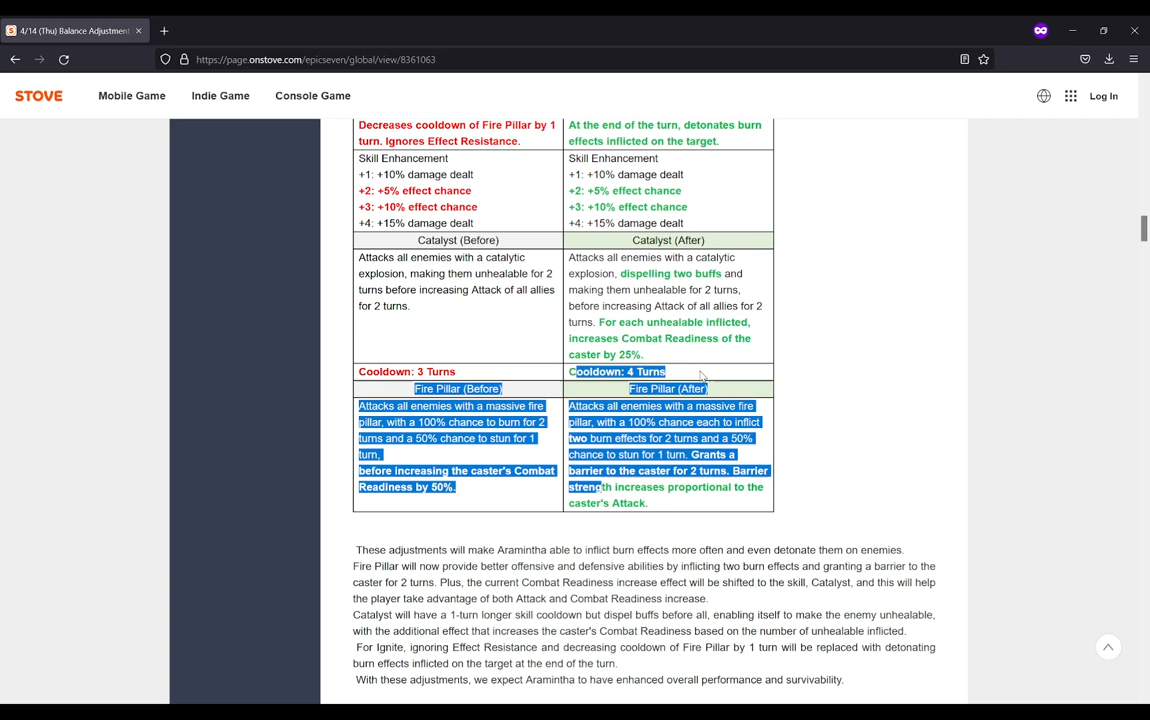 4/14 (Thu) Balance Adjustment
https://page.onstove.com/epicseven/global/view/8361063
STOVE Mobile Game Indie Game Console Game Log In
Decreases cooldown of Fire Pillar by 1
turn. Ignores Effect Resistance.
At the end of the turn, detonates burn
effects inflicted on the target.
Skill Enhancement
+1: +10% damage dealt
+2: +5% effect chance
+3: +10% effect chance
+4: +15% damage dealt
Skill Enhancement
+1: +10% damage dealt
+2: +5% effect chance
+3: +10% effect chance
+4: +15% damage dealt
Catalyst (Before)
Catalyst (After)
Attacks all enemies with a catalytic
explosion, making them unhealable for 2
turns before increasing Attack of all allies
for 2 turns.
Attacks all enemies with a catalytic
explosion, dispelling two buffs and
making them unhealable for 2 turns,
before increasing Attack of all allies for 2
turns. For each unhealable inflicted,
increases Combat Readiness of the
caster by 25%.
Cooldown: 3 Turns
Cooldown: 4 Turns
Fire Pillar (Before)
Fire Pillar (After)
Attacks all enemies with a massive fire
pillar, with a 100% chance to burn for 2
turns and a 50% chance to stun for 1
turn,
before increasing the caster's Combat
Readiness by 50%.
Attacks all enemies with a massive fire
pillar, with a 100% chance each to inflict
two burn effects for 2 turns and a 50%
chance to stun for 1 turn. Grants a
barrier to the caster for 2 turns. Barrier
strength increases proportional to the
caster's Attack.
These adjustments will make Aramintha able to inflict burn effects more often and even detonate them on enemies.
Fire Pillar will now provide better offensive and defensive abilities by inflicting two burn effects and granting a barrier to the
caster for 2 turns. Plus, the current Combat Readiness increase effect will be shifted to the skill, Catalyst, and this will help
the player take advantage of both Attack and Combat Readiness increase.
Catalyst will have a 1-turn longer skill cooldown but dispel buffs before all, enabling itself to make the enemy unhealable,
with the additional effect that increases the caster's Combat Readiness based on the number of unhealable inflicted.
For Ignite, ignoring Effect Resistance and decreasing cooldown of Fire Pillar by 1 turn will be replaced with detonating
burn effects inflicted on the target at the end of the turn.
With these adjustments, we expect Aramintha to have enhanced overall performance and survivability.